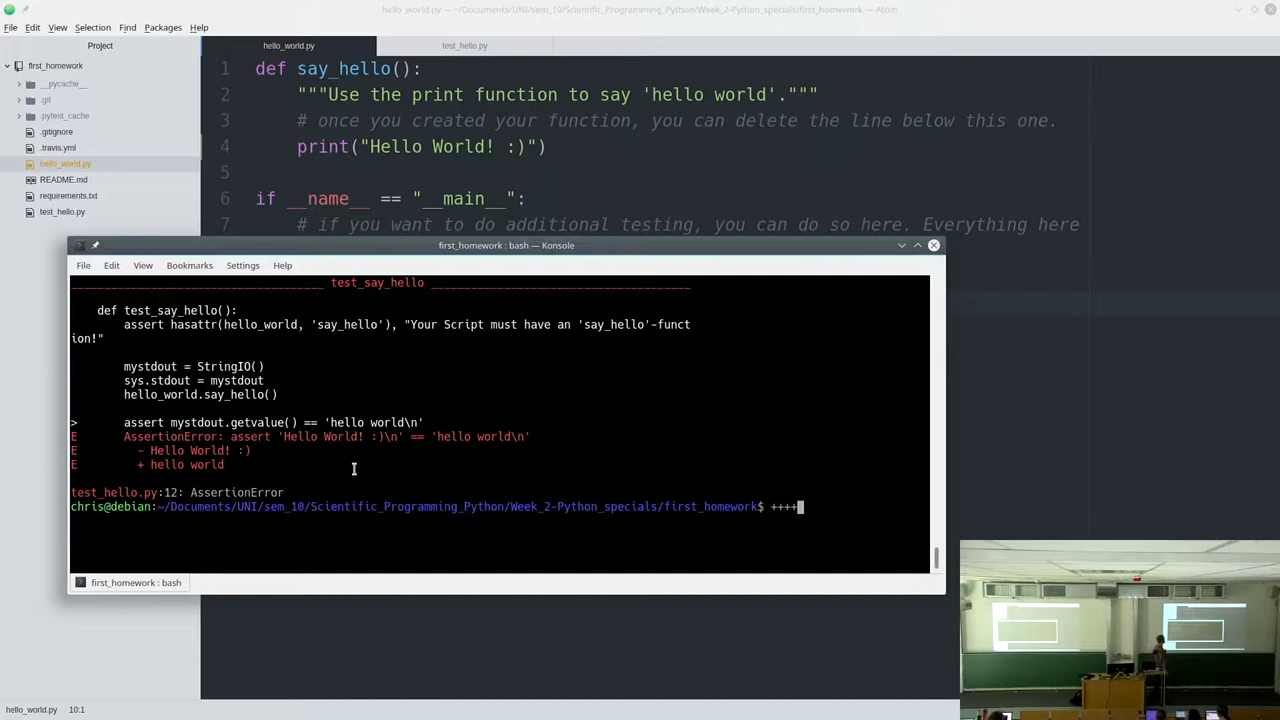 hello_world.py — ~/Documents/UNI/sem_10/Scientific_Programming_Python/Week_2-Python_specials/first_homework — Atom
File Edit View Selection Find Packages Help
Project
hello_world.py
test_hello.py
first_homework
__pycache__
.git
.pytest_cache
.gitignore
.travis.yml
hello_world.py
README.md
requirements.txt
test_hello.py
1 def say_hello():
2 """Use the print function to say 'hello world'."""
3 # once you created your function, you can delete the line below this one.
4 print("Hello World! :)")
5
6 if __name__ == "__main__":
7 # if you want to do additional testing, you can do so here. Everything here
first_homework : bash — Konsole
File Edit View Bookmarks Settings Help
______________________________________ test_say_hello _______________________________________
def test_say_hello():
assert hasattr(hello_world, 'say_hello'), "Your Script must have an 'say_hello'-funct
ion!"
mystdout = StringIO()
sys.stdout = mystdout
hello_world.say_hello()
> assert mystdout.getvalue() == 'hello world\n'
E AssertionError: assert 'Hello World! :)\n' == 'hello world\n'
E - Hello World! :)
E + hello world
test_hello.py:12: AssertionError
chris@debian:~/Documents/UNI/sem_10/Scientific_Programming_Python/Week_2-Python_specials/first_homework$ ++++
first_homework : bash
hello_world.py 10:1